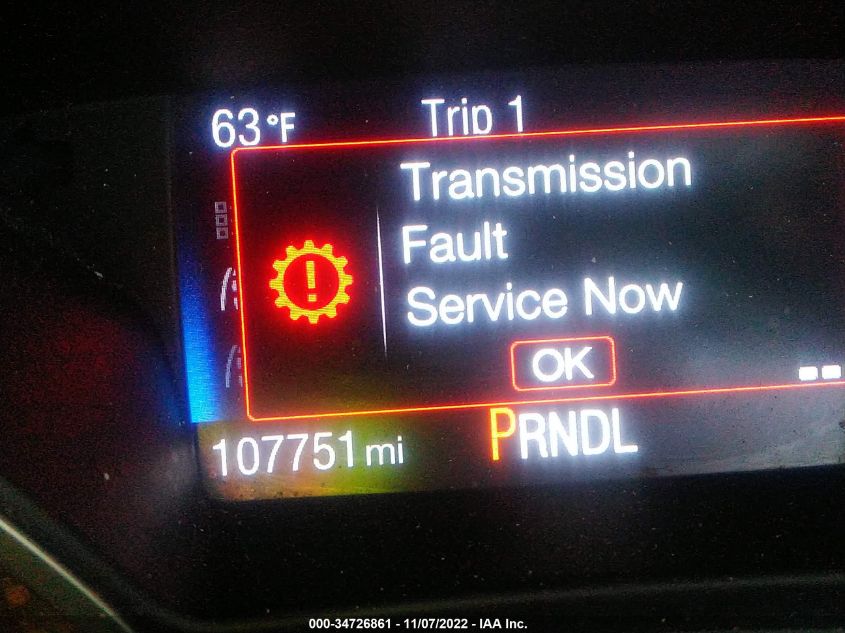 63°F
Trip 1
Transmission
Fault
Service Now
OK
107751 mi
PRNDL
000-34726861 - 11/07/2022 - IAA Inc.